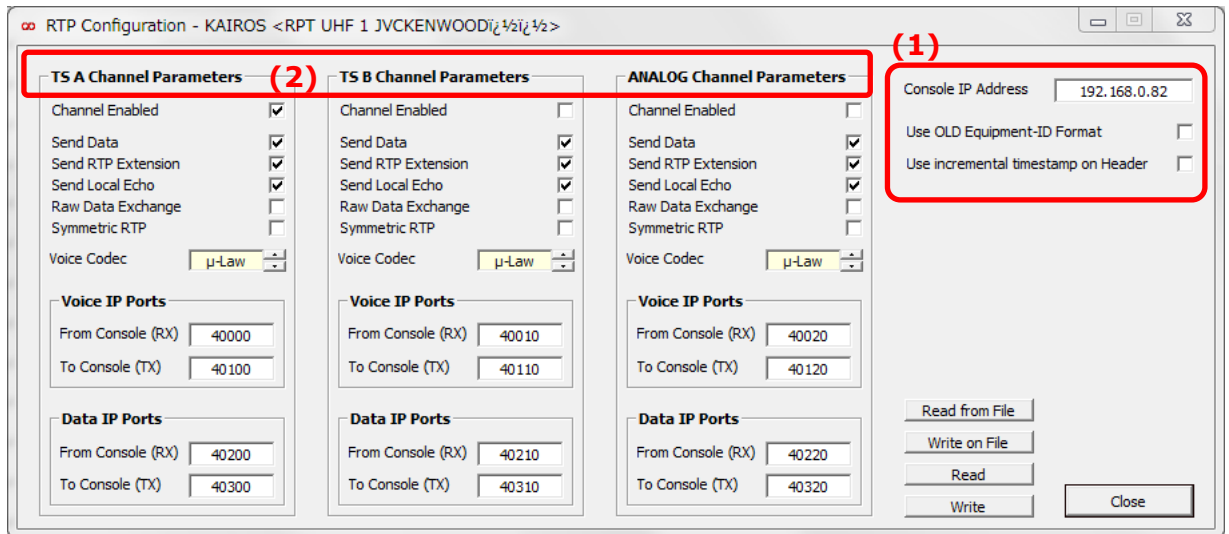 RTP Configuration - KAIROS <RPT UHF 1 JVCKENWOODï¿½ï¿½>
(1)
(2)
TS A Channel Parameters
Channel Enabled
Send Data
Send RTP Extension
Send Local Echo
Raw Data Exchange
Symmetric RTP
Voice Codec µ-Law
Voice IP Ports
From Console (RX) 40000
To Console (TX) 40100
Data IP Ports
From Console (RX) 40200
To Console (TX) 40300
TS B Channel Parameters
Channel Enabled
Send Data
Send RTP Extension
Send Local Echo
Raw Data Exchange
Symmetric RTP
Voice Codec µ-Law
Voice IP Ports
From Console (RX) 40010
To Console (TX) 40110
Data IP Ports
From Console (RX) 40210
To Console (TX) 40310
ANALOG Channel Parameters
Channel Enabled
Send Data
Send RTP Extension
Send Local Echo
Raw Data Exchange
Symmetric RTP
Voice Codec µ-Law
Voice IP Ports
From Console (RX) 40020
To Console (TX) 40120
Data IP Ports
From Console (RX) 40220
To Console (TX) 40320
Console IP Address 192.168.0.82
Use OLD Equipment-ID Format
Use incremental timestamp on Header
Read from File
Write on File
Read
Write
Close